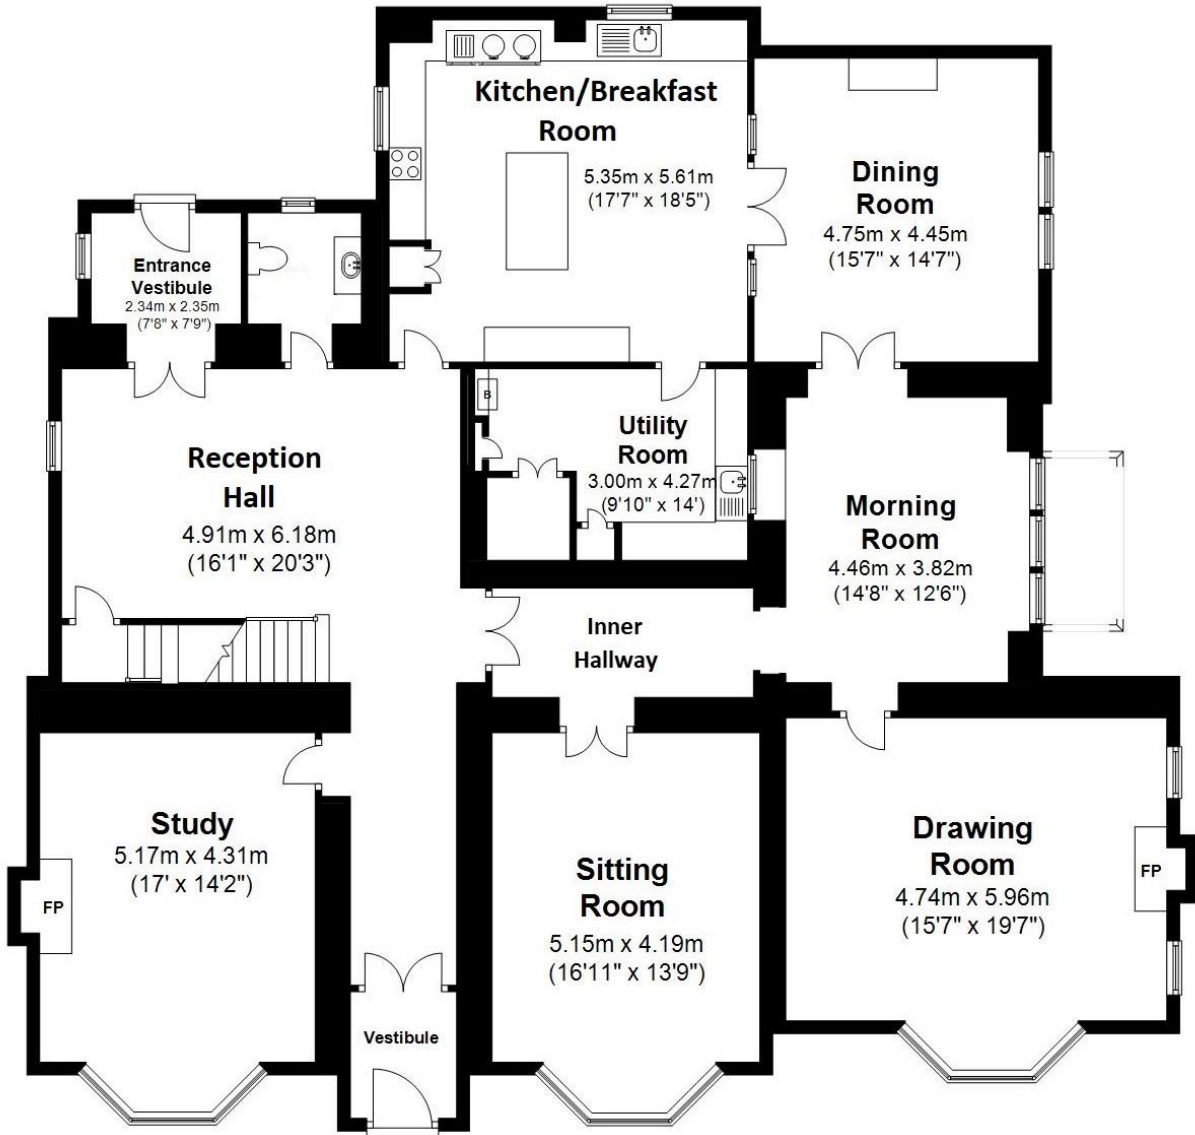 Kitchen/Breakfast
Room
5.35m x 5.61m
(17'7" x 18'5")
Dining
Room
4.75m x 4.45m
(15'7" x 14'7")
Entrance
Vestibule
2.34m x 2.35m
(7'8" x 7'9")
B
Utility
Room
3.00m x 4.27m
(9'10" x 14')
Reception
Hall
4.91m x 6.18m
(16'1" x 20'3")
Morning
Room
4.46m x 3.82m
(14'8" x 12'6")
Inner
Hallway
Study
5.17m x 4.31m
(17' x 14'2")
FP
Sitting
Room
5.15m x 4.19m
(16'11" x 13'9")
Drawing
Room
4.74m x 5.96m
(15'7" x 19'7")
FP
Vestibule